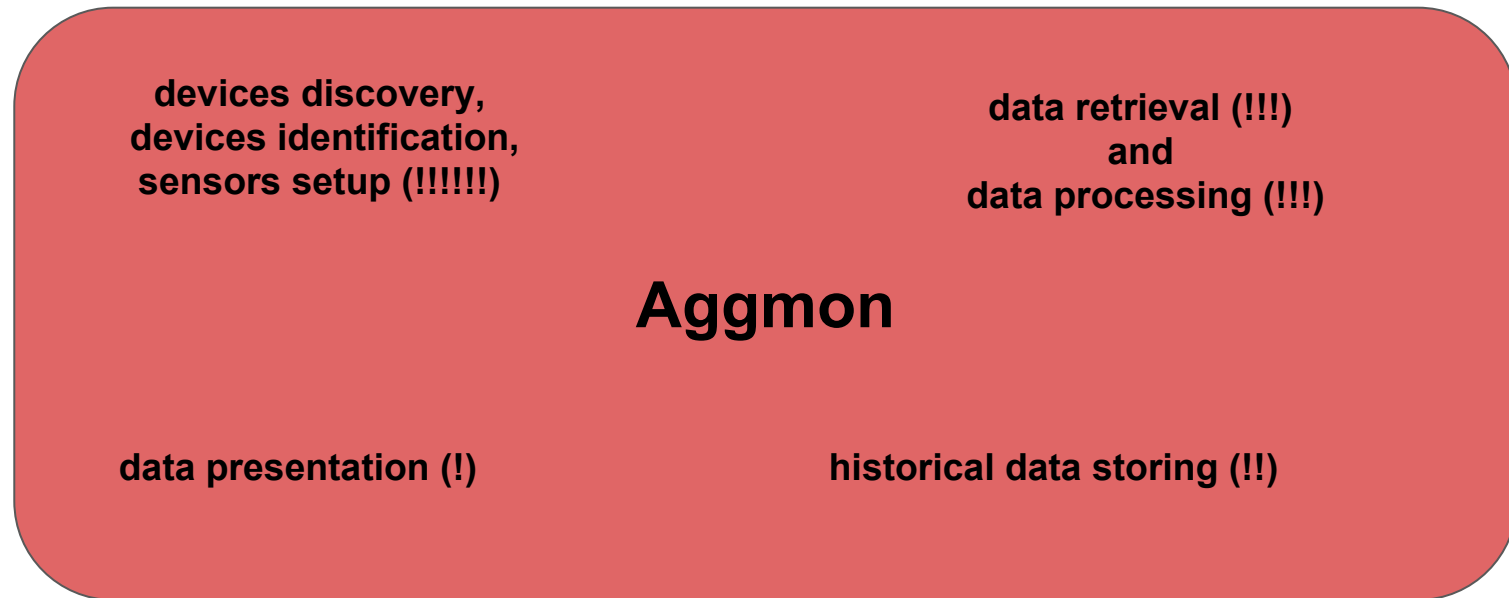 devices discovery,
devices identification,
sensors setup (!!!!!!)
data retrieval (!!!)
and
data processing (!!!)
Aggmon
data presentation (!)
historical data storing (!!)